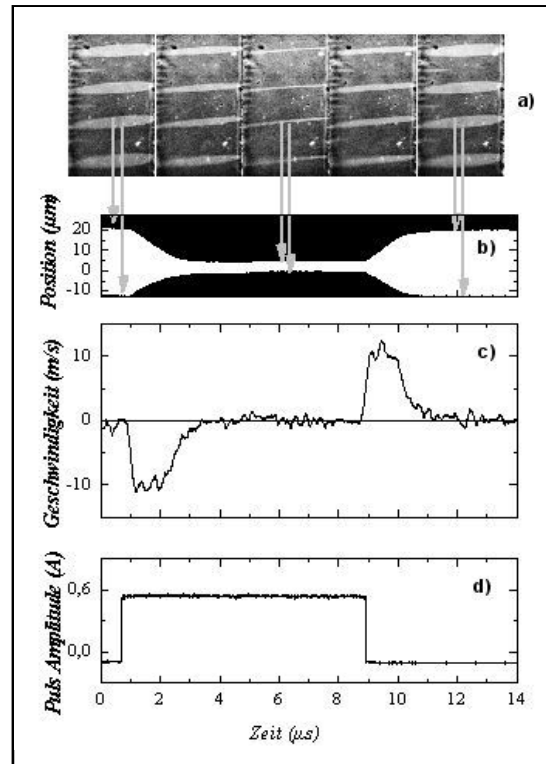 a)
Position (µm)
20
10
0
-10
b)
Geschwindigkeit (m/s)
10
0
-10
c)
Puls Amplitude (A)
0,6
0,0
d)
0 2 4 6 8 10 12 14
Zeit (µs)